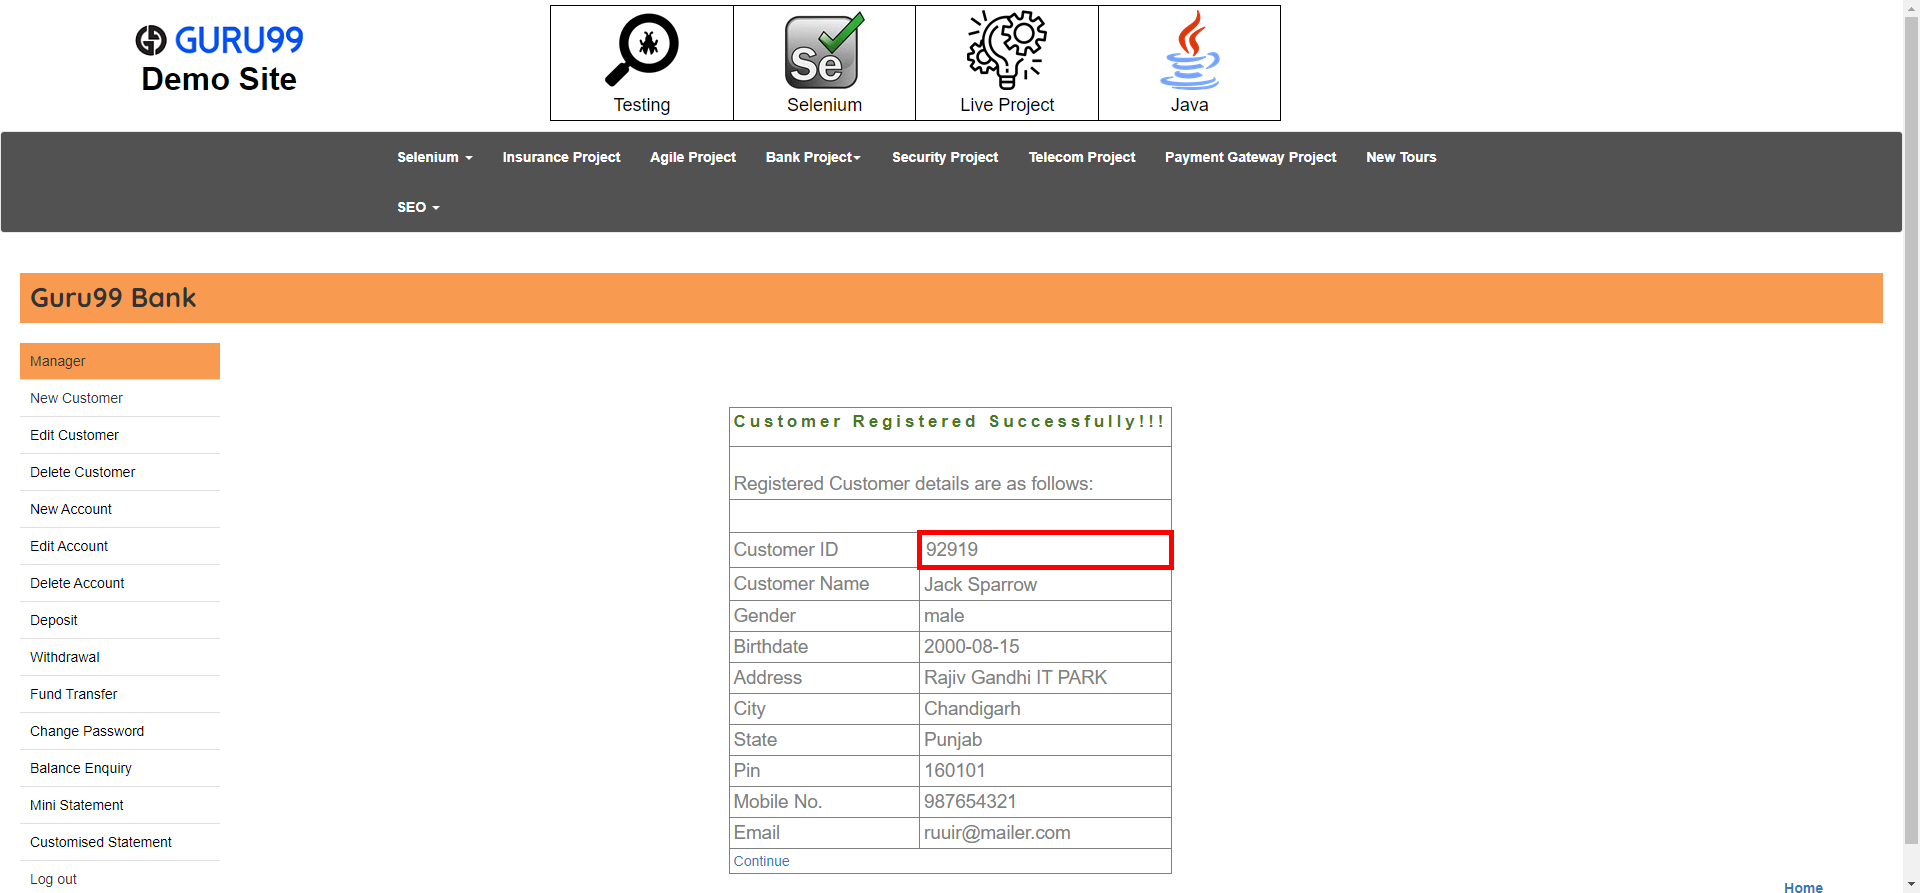 GURU99
Demo Site
Testing
Se
Selenium
Live Project
Java
Selenium
Insurance Project
Agile Project
Bank Project
Security Project
Telecom Project
Payment Gateway Project
New Tours
SEO
Guru99 Bank
Manager
New Customer
Edit Customer
Delete Customer
New Account
Edit Account
Delete Account
Deposit
Withdrawal
Fund Transfer
Change Password
Balance Enquiry
Mini Statement
Customised Statement
Log out
Customer Registered Successfully!!!
Registered Customer details are as follows:
Customer ID 92919
Customer Name Jack Sparrow
Gender male
Birthdate 2000-08-15
Address Rajiv Gandhi IT PARK
City Chandigarh
State Punjab
Pin 160101
Mobile No. 987654321
Email ruuir@mailer.com
Continue
Home